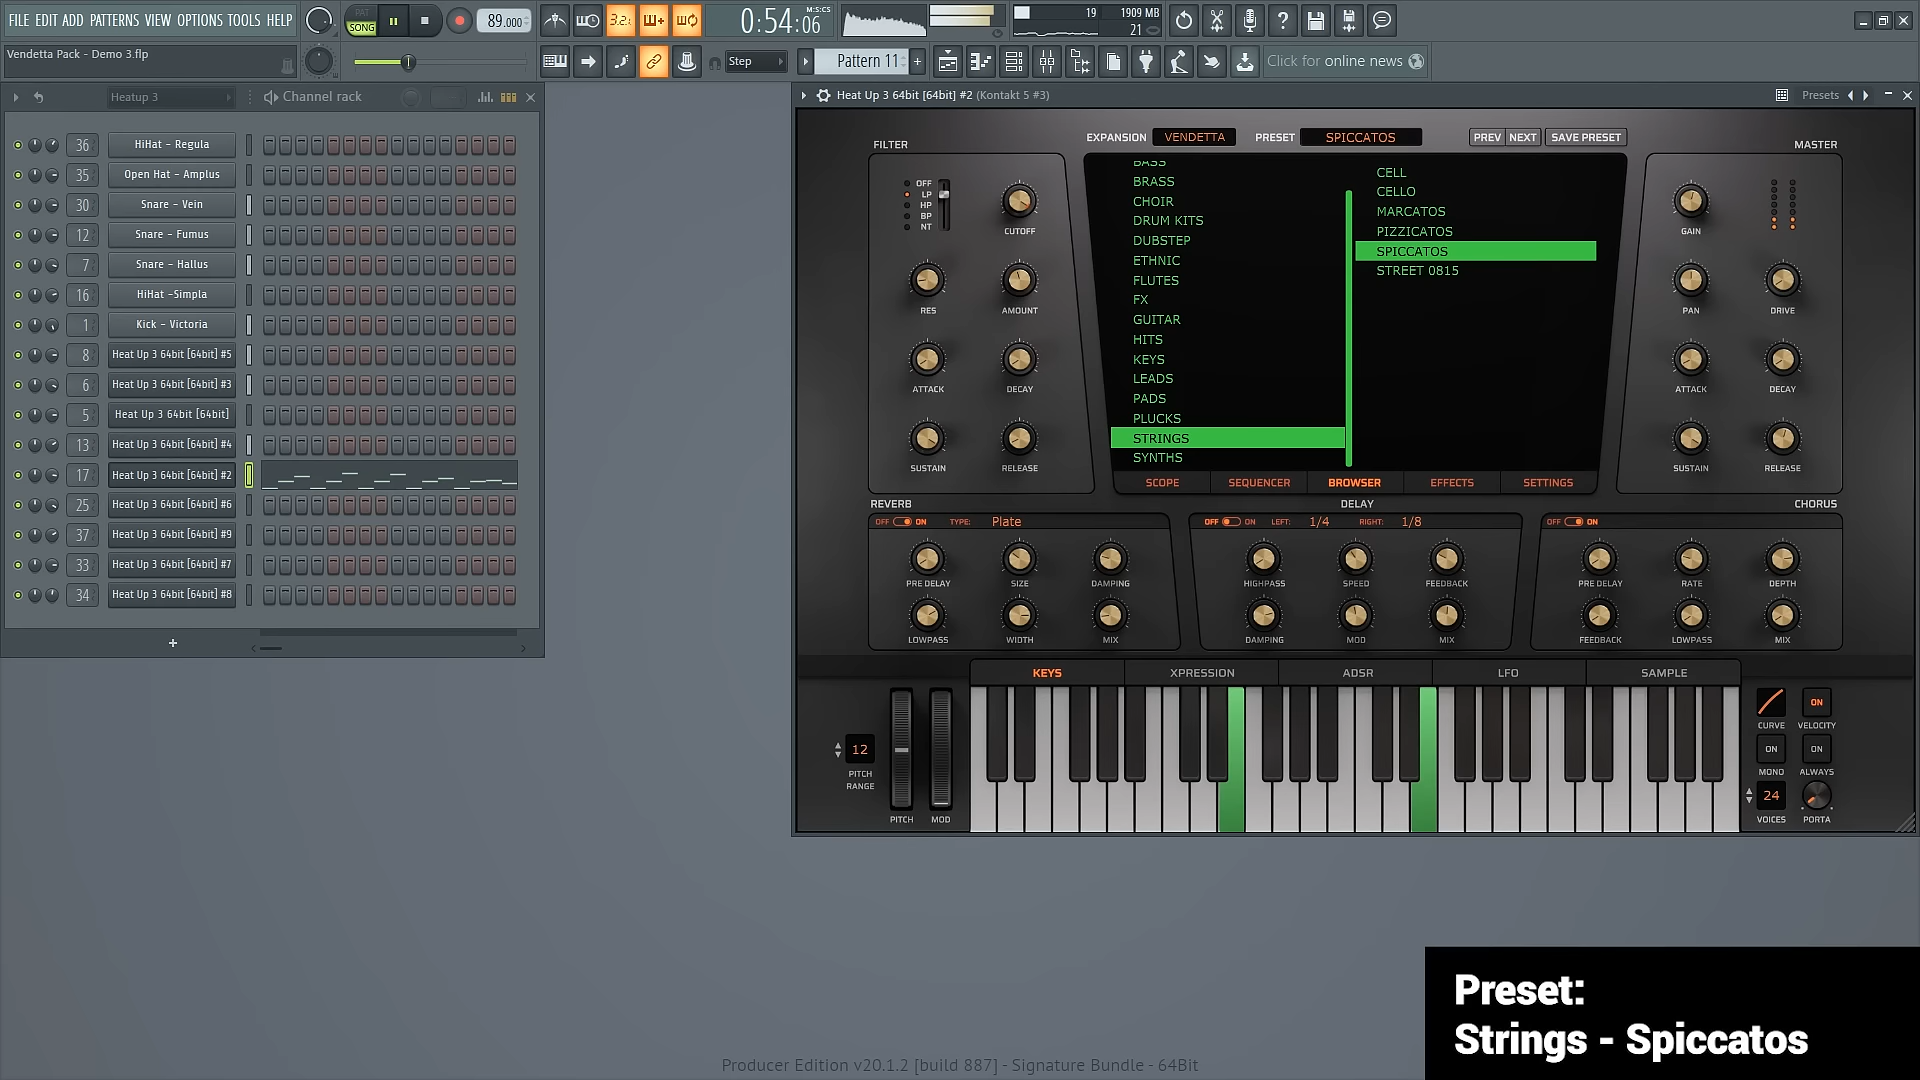 FILE EDIT ADD PATTERNS VIEW OPTIONS TOOLS HELP
PAT
SONG
89.000
3.2.
0:54:06
M:S:CS
19
1909 MB
21
Vendetta Pack - Demo 3.flp
Step
Pattern 11
+
Click for online news
Heatup 3
Channel rack
36 HiHat - Regula
35 Open Hat - Amplus
30 Snare - Vein
12 Snare - Fumus
7 Snare - Hallus
16 HiHat -Simpla
1 Kick - Victoria
8 Heat Up 3 64bit [64bit] #5
6 Heat Up 3 64bit [64bit] #3
5 Heat Up 3 64bit [64bit]
13 Heat Up 3 64bit [64bit] #4
17 Heat Up 3 64bit [64bit] #2
25 Heat Up 3 64bit [64bit] #6
37 Heat Up 3 64bit [64bit] #9
33 Heat Up 3 64bit [64bit] #7
34 Heat Up 3 64bit [64bit] #8
+
Heat Up 3 64bit [64bit] #2 (Kontakt 5 #3)
Presets
EXPANSION VENDETTA PRESET SPICCATOS PREV NEXT SAVE PRESET
FILTER
OFF
LP
HP
BP
NT
CUTOFF
RES AMOUNT
ATTACK DECAY
SUSTAIN RELEASE
BASS
BRASS
CHOIR
DRUM KITS
DUBSTEP
ETHNIC
FLUTES
FX
GUITAR
HITS
KEYS
LEADS
PADS
PLUCKS
STRINGS
SYNTHS
CELL
CELLO
MARCATOS
PIZZICATOS
SPICCATOS
STREET 0815
SCOPE SEQUENCER BROWSER EFFECTS SETTINGS
MASTER
GAIN
PAN DRIVE
ATTACK DECAY
SUSTAIN RELEASE
REVERB
OFF ON TYPE: Plate
PRE DELAY SIZE DAMPING
LOWPASS WIDTH MIX
DELAY
OFF ON LEFT: 1/4 RIGHT: 1/8
HIGHPASS SPEED FEEDBACK
DAMPING MOD MIX
CHORUS
OFF ON
PRE DELAY RATE DEPTH
FEEDBACK LOWPASS MIX
KEYS XPRESSION ADSR LFO SAMPLE
12
PITCH
RANGE
PITCH MOD
ON
CURVE VELOCITY
ON ON
MONO ALWAYS
24
VOICES PORTA
Preset:
Strings - Spiccatos
Producer Edition v20.1.2 [build 887] - Signature Bundle - 64Bit